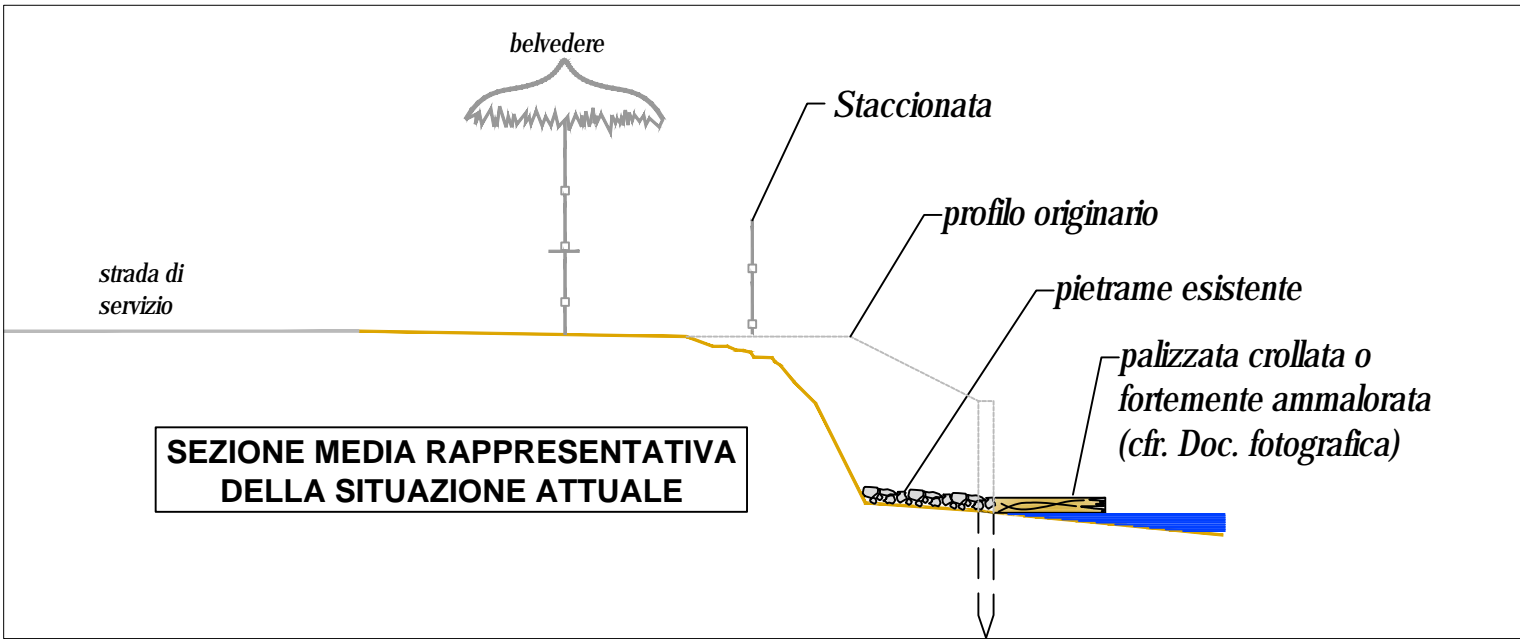 belvedere
Staccionata
profilo originario
strada di
servizio
pietrame esistente
palizzata crollata o
fortemente ammalorata
(cfr. Doc. fotografica)
SEZIONE MEDIA RAPPRESENTATIVA
DELLA SITUAZIONE ATTUALE